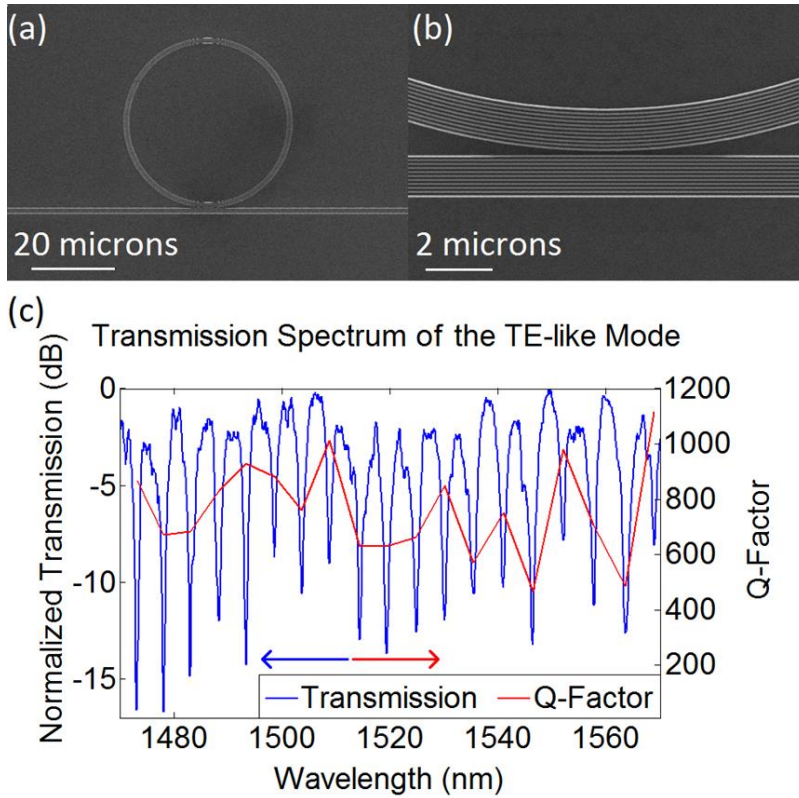 (a)
(b)
20 microns
2 microns
(c)
Transmission Spectrum of the TE-like Mode
Normalized Transmission (dB)
0
-5
-10
-15
1200
1000
800
600
400
200
Q-Factor
Transmission
Q-Factor
1480
1500
1520
1540
1560
Wavelength (nm)